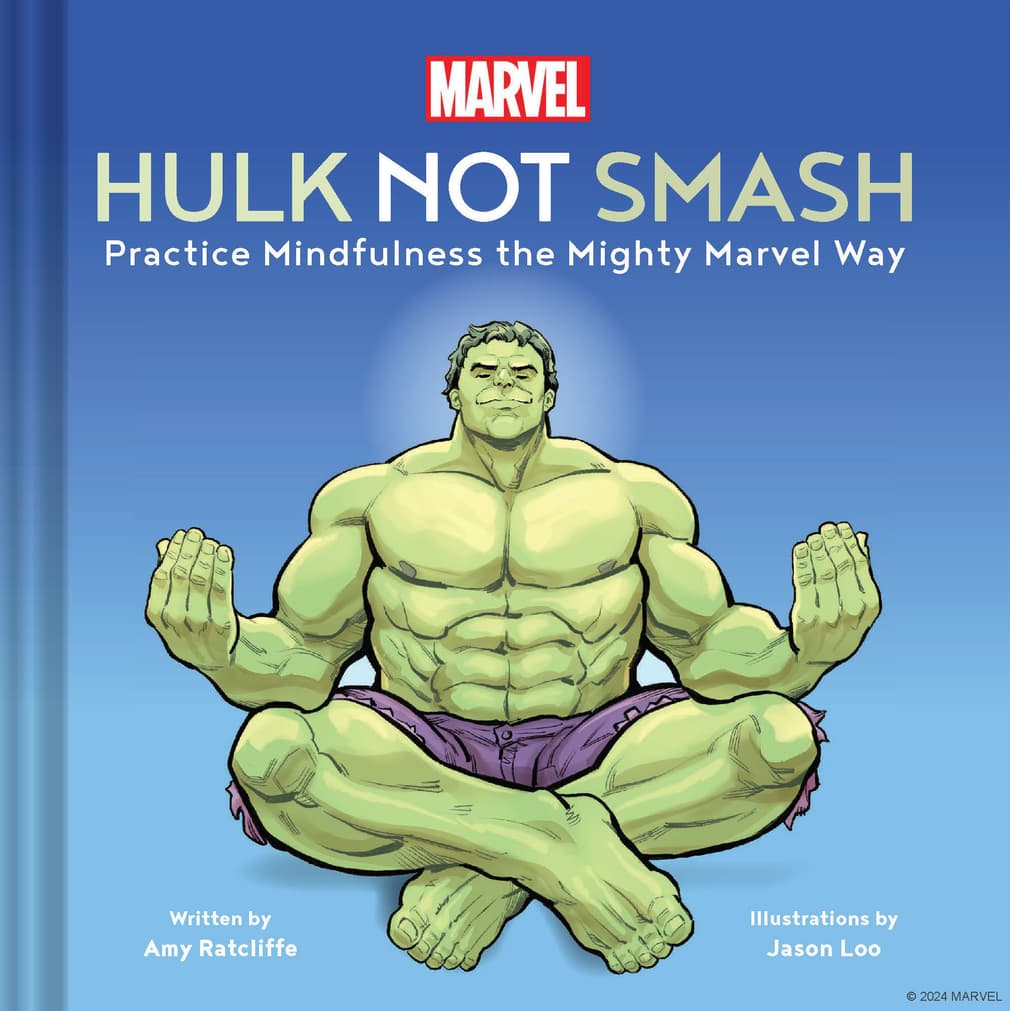 MARVEL
HULK NOT SMASH
Practice Mindfulness the Mighty Marvel Way
Written by
Amy Ratcliffe
Illustrations by
Jason Loo
© 2024 MARVEL